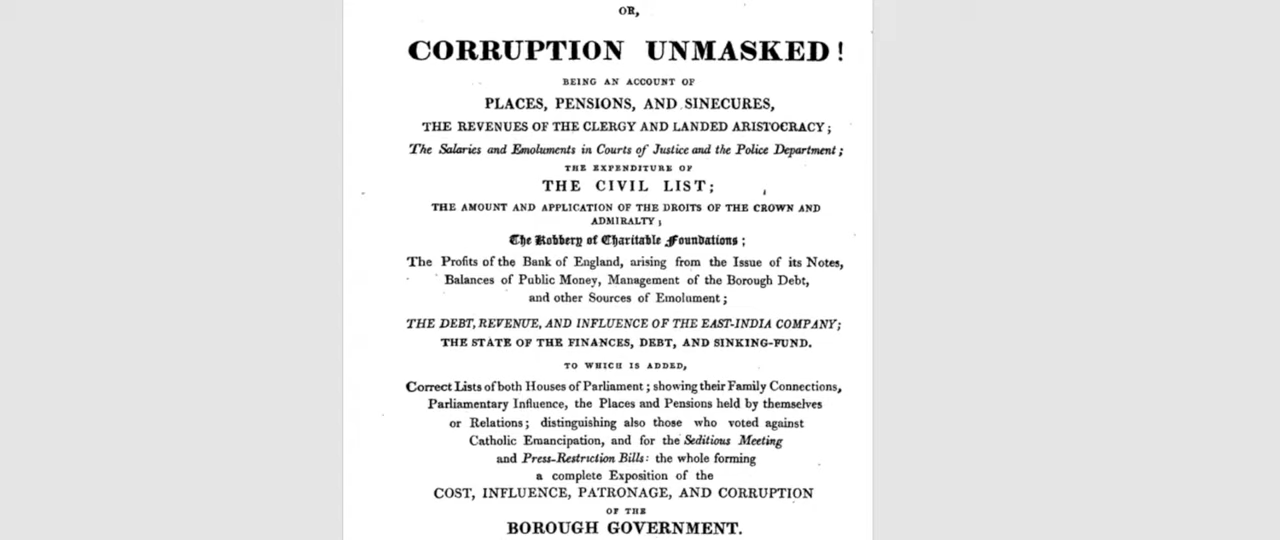 OR,
CORRUPTION UNMASKED!
BEING AN ACCOUNT OF
PLACES, PENSIONS, AND SINECURES,
THE REVENUES OF THE CLERGY AND LANDED ARISTOCRACY;
The Salaries and Emoluments in Courts of Justice and the Police Department;
THE EXPENDITURE OF
THE CIVIL LIST;
THE AMOUNT AND APPLICATION OF THE DROITS OF THE CROWN AND
ADMIRALTY;
The Robbery of Charitable Foundations;
The Profits of the Bank of England, arising from the Issue of its Notes,
Balances of Public Money, Management of the Borough Debt,
and other Sources of Emolument;
THE DEBT, REVENUE, AND INFLUENCE OF THE EAST-INDIA COMPANY;
THE STATE OF THE FINANCES, DEBT, AND SINKING-FUND.
TO WHICH IS ADDED,
Correct Lists of both Houses of Parliament; showing their Family Connections,
Parliamentary Influence, the Places and Pensions held by themselves
or Relations; distinguishing also those who voted against
Catholic Emancipation, and for the Seditious Meeting
and Press-Restriction Bills: the whole forming
a complete Exposition of the
COST, INFLUENCE, PATRONAGE, AND CORRUPTION
OF THE
BOROUGH GOVERNMENT.